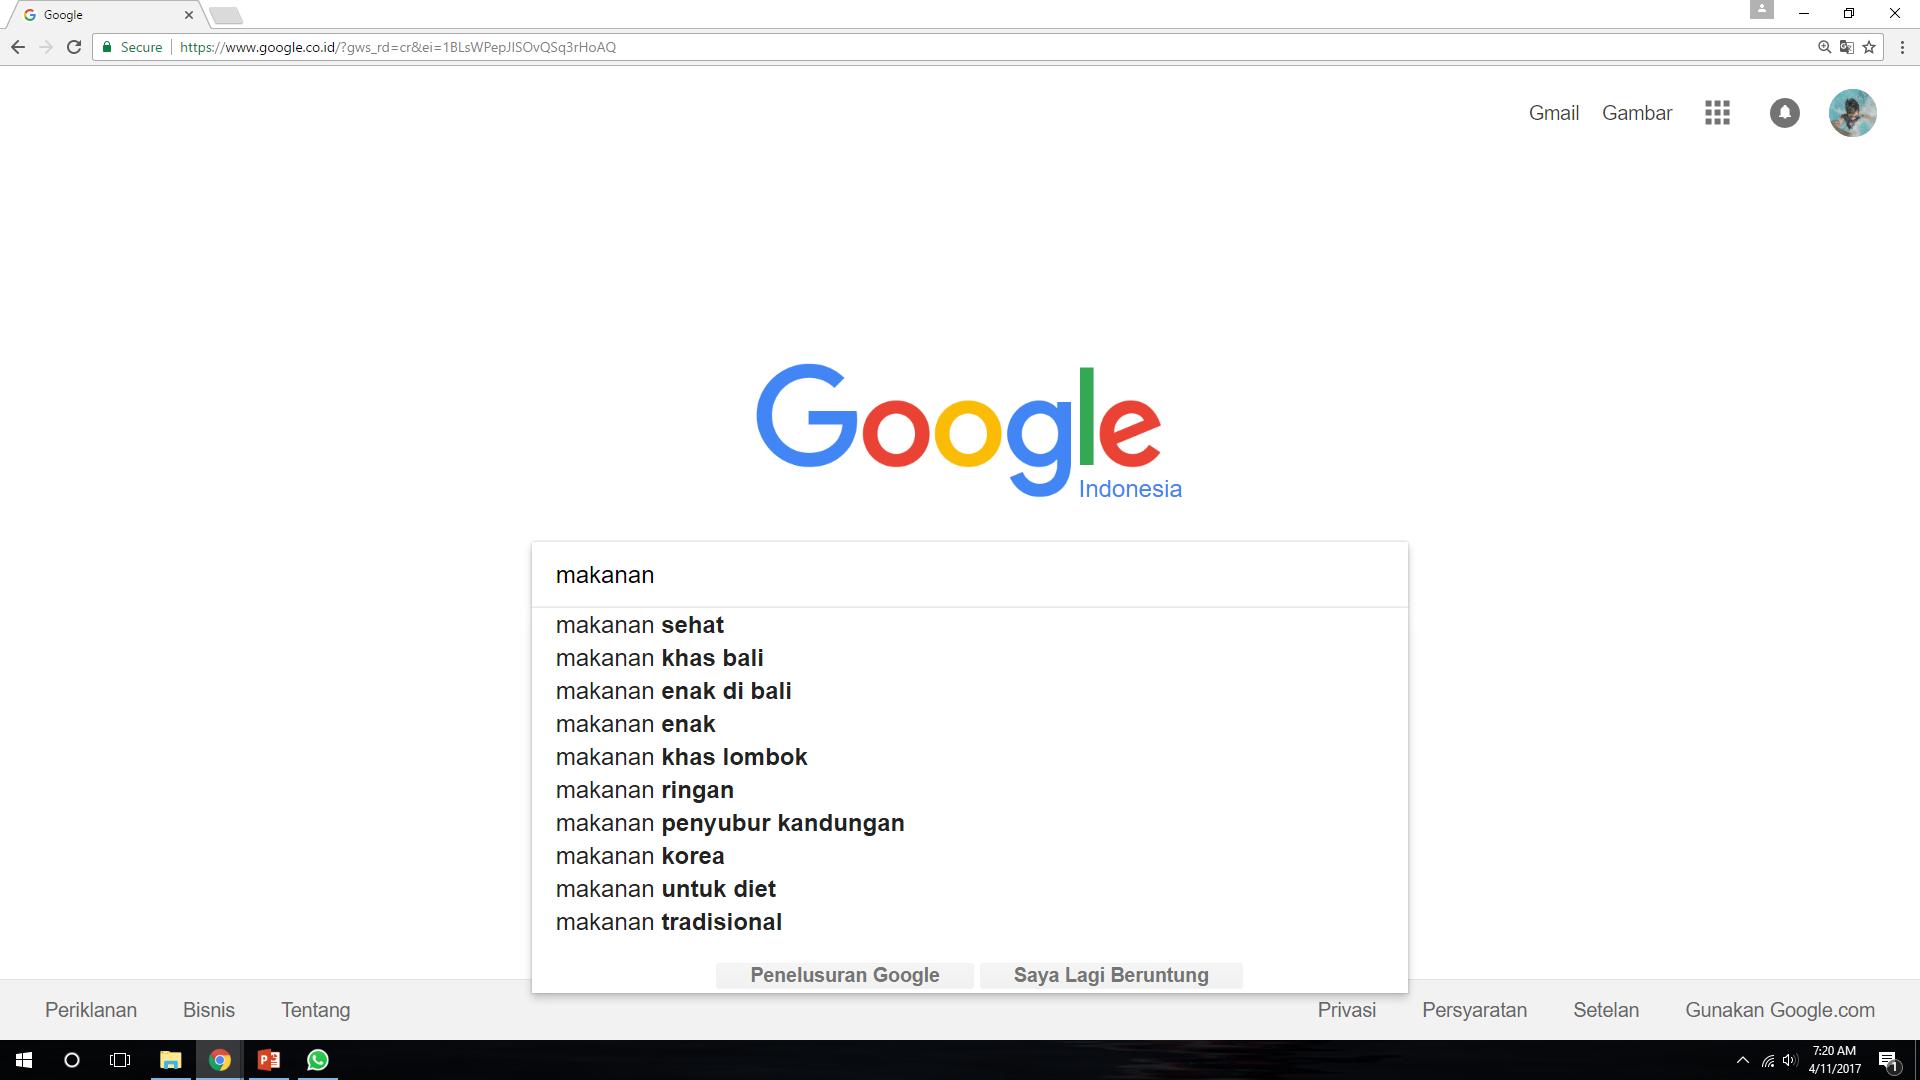 Google
Secure
https://www.google.co.id/?gws_rd=cr&ei=1BLsWPepJISOvQSq3rHoAQ
Gmail Gambar
Google
Indonesia
makanan
makanan sehat
makanan khas bali
makanan enak di bali
makanan enak
makanan khas lombok
makanan ringan
makanan penyubur kandungan
makanan korea
makanan untuk diet
makanan tradisional
Penelusuran Google Saya Lagi Beruntung
Periklanan Bisnis Tentang Privasi Persyaratan Setelan Gunakan Google.com
7:20 AM
4/11/2017
1